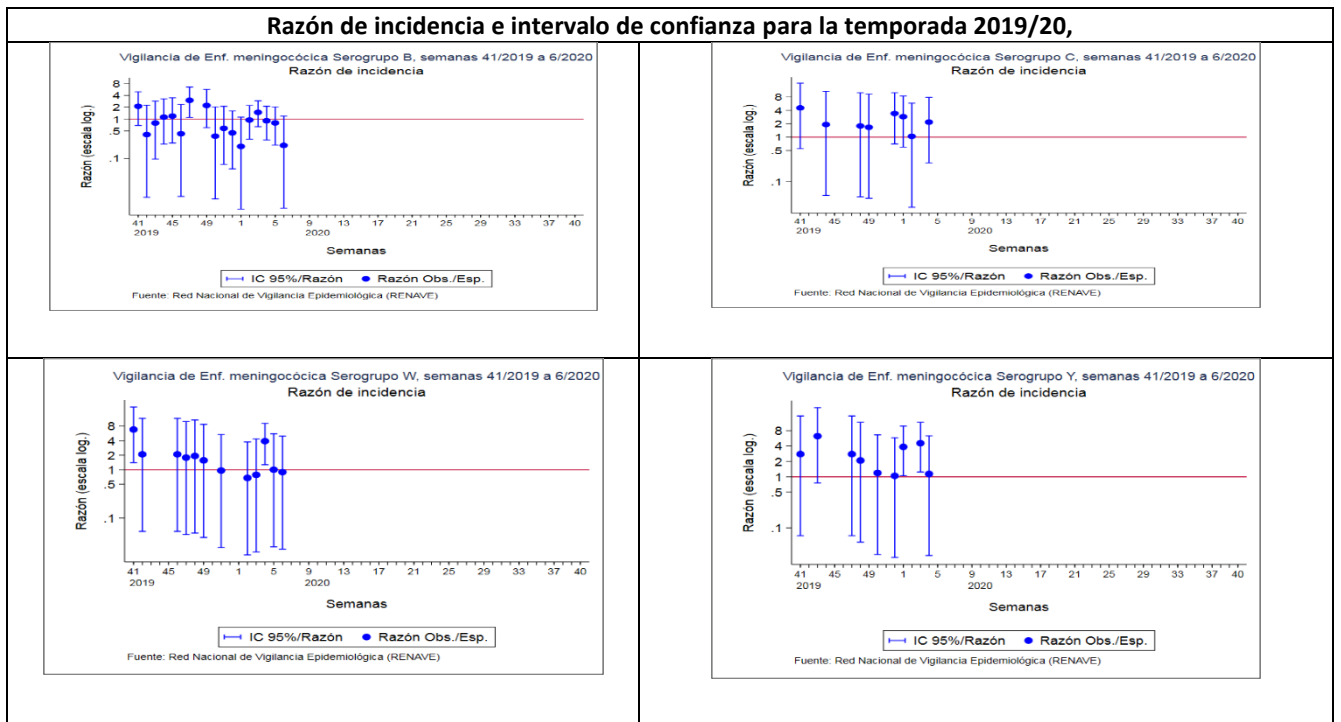 Razón de incidencia e intervalo de confianza para la temporada 2019/20,
Vigilancia de Enf. meningocócica Serogrupo B, semanas 41/2019 a 6/2020
Razón de incidencia
Razón (escala log.)
8
4
2
1
.5
.1
41 45 49 1 5 9 13 17 21 25 29 33 37 40
2019 2020
Semanas
IC 95%/Razón Razón Obs./Esp.
Fuente: Red Nacional de Vigilancia Epidemiológica (RENAVE)
Vigilancia de Enf. meningocócica Serogrupo C, semanas 41/2019 a 6/2020
Razón de incidencia
Razón (escala log.)
8
4
2
1
.5
.1
41 45 49 1 5 9 13 17 21 25 29 33 37 40
2019 2020
Semanas
IC 95%/Razón Razón Obs./Esp.
Fuente: Red Nacional de Vigilancia Epidemiológica (RENAVE)
Vigilancia de Enf. meningocócica Serogrupo W, semanas 41/2019 a 6/2020
Razón de incidencia
Razón (escala log.)
8
4
2
1
.5
.1
41 45 49 1 5 9 13 17 21 25 29 33 37 40
2019 2020
Semanas
IC 95%/Razón Razón Obs./Esp.
Fuente: Red Nacional de Vigilancia Epidemiológica (RENAVE)
Vigilancia de Enf. meningocócica Serogrupo Y, semanas 41/2019 a 6/2020
Razón de incidencia
Razón (escala log.)
8
4
2
1
.5
.1
41 45 49 1 5 9 13 17 21 25 29 33 37 40
2019 2020
Semanas
IC 95%/Razón Razón Obs./Esp.
Fuente: Red Nacional de Vigilancia Epidemiológica (RENAVE)